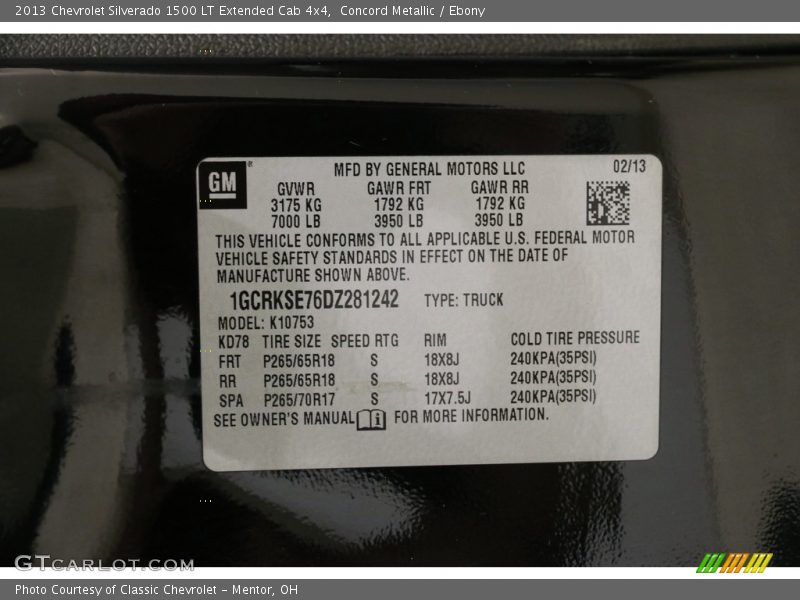 2013 Chevrolet Silverado 1500 LT Extended Cab 4x4, Concord Metallic / Ebony
GM®
MFD BY GENERAL MOTORS LLC 02/13
GVWR GAWR FRT GAWR RR
3175 KG 1792 KG 1792 KG
7000 LB 3950 LB 3950 LB
THIS VEHICLE CONFORMS TO ALL APPLICABLE U.S. FEDERAL MOTOR
VEHICLE SAFETY STANDARDS IN EFFECT ON THE DATE OF
MANUFACTURE SHOWN ABOVE.
1GCRKSE76DZ281242 TYPE: TRUCK
MODEL: K10753
KD78 TIRE SIZE SPEED RTG RIM COLD TIRE PRESSURE
FRT P265/65R18 S 18X8J 240KPA(35PSI)
RR P265/65R18 S 18X8J 240KPA(35PSI)
SPA P265/70R17 S 17X7.5J 240KPA(35PSI)
SEE OWNER'S MANUAL i FOR MORE INFORMATION.
GTcarlot.com
Photo Courtesy of Classic Chevrolet - Mentor, OH